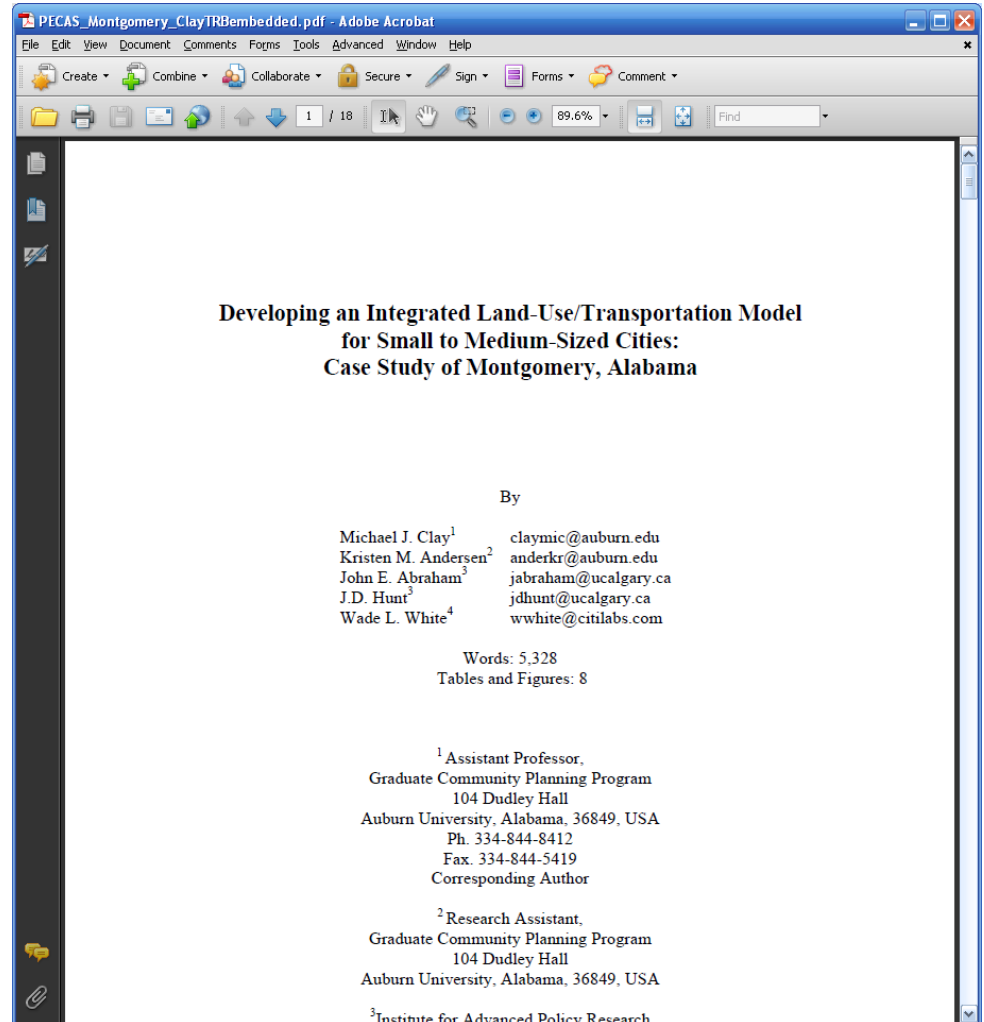 PECAS_Montgomery_ClayTRBembedded.pdf - Adobe Acrobat
File Edit View Document Comments Forms Tools Advanced Window Help
Create Combine Collaborate Secure Sign Forms Comment
1 / 18 89.6% Find
Developing an Integrated Land-Use/Transportation Model
for Small to Medium-Sized Cities:
Case Study of Montgomery, Alabama
By
Michael J. Clay1 claymic@auburn.edu
Kristen M. Andersen2 anderkr@auburn.edu
John E. Abraham3 jabraham@ucalgary.ca
J.D. Hunt3 jdhunt@ucalgary.ca
Wade L. White4 wwhite@citilabs.com
Words: 5,328
Tables and Figures: 8
1 Assistant Professor,
Graduate Community Planning Program
104 Dudley Hall
Auburn University, Alabama, 36849, USA
Ph. 334-844-8412
Fax. 334-844-5419
Corresponding Author
2 Research Assistant,
Graduate Community Planning Program
104 Dudley Hall
Auburn University, Alabama, 36849, USA
3Institute for Advanced Policy Research